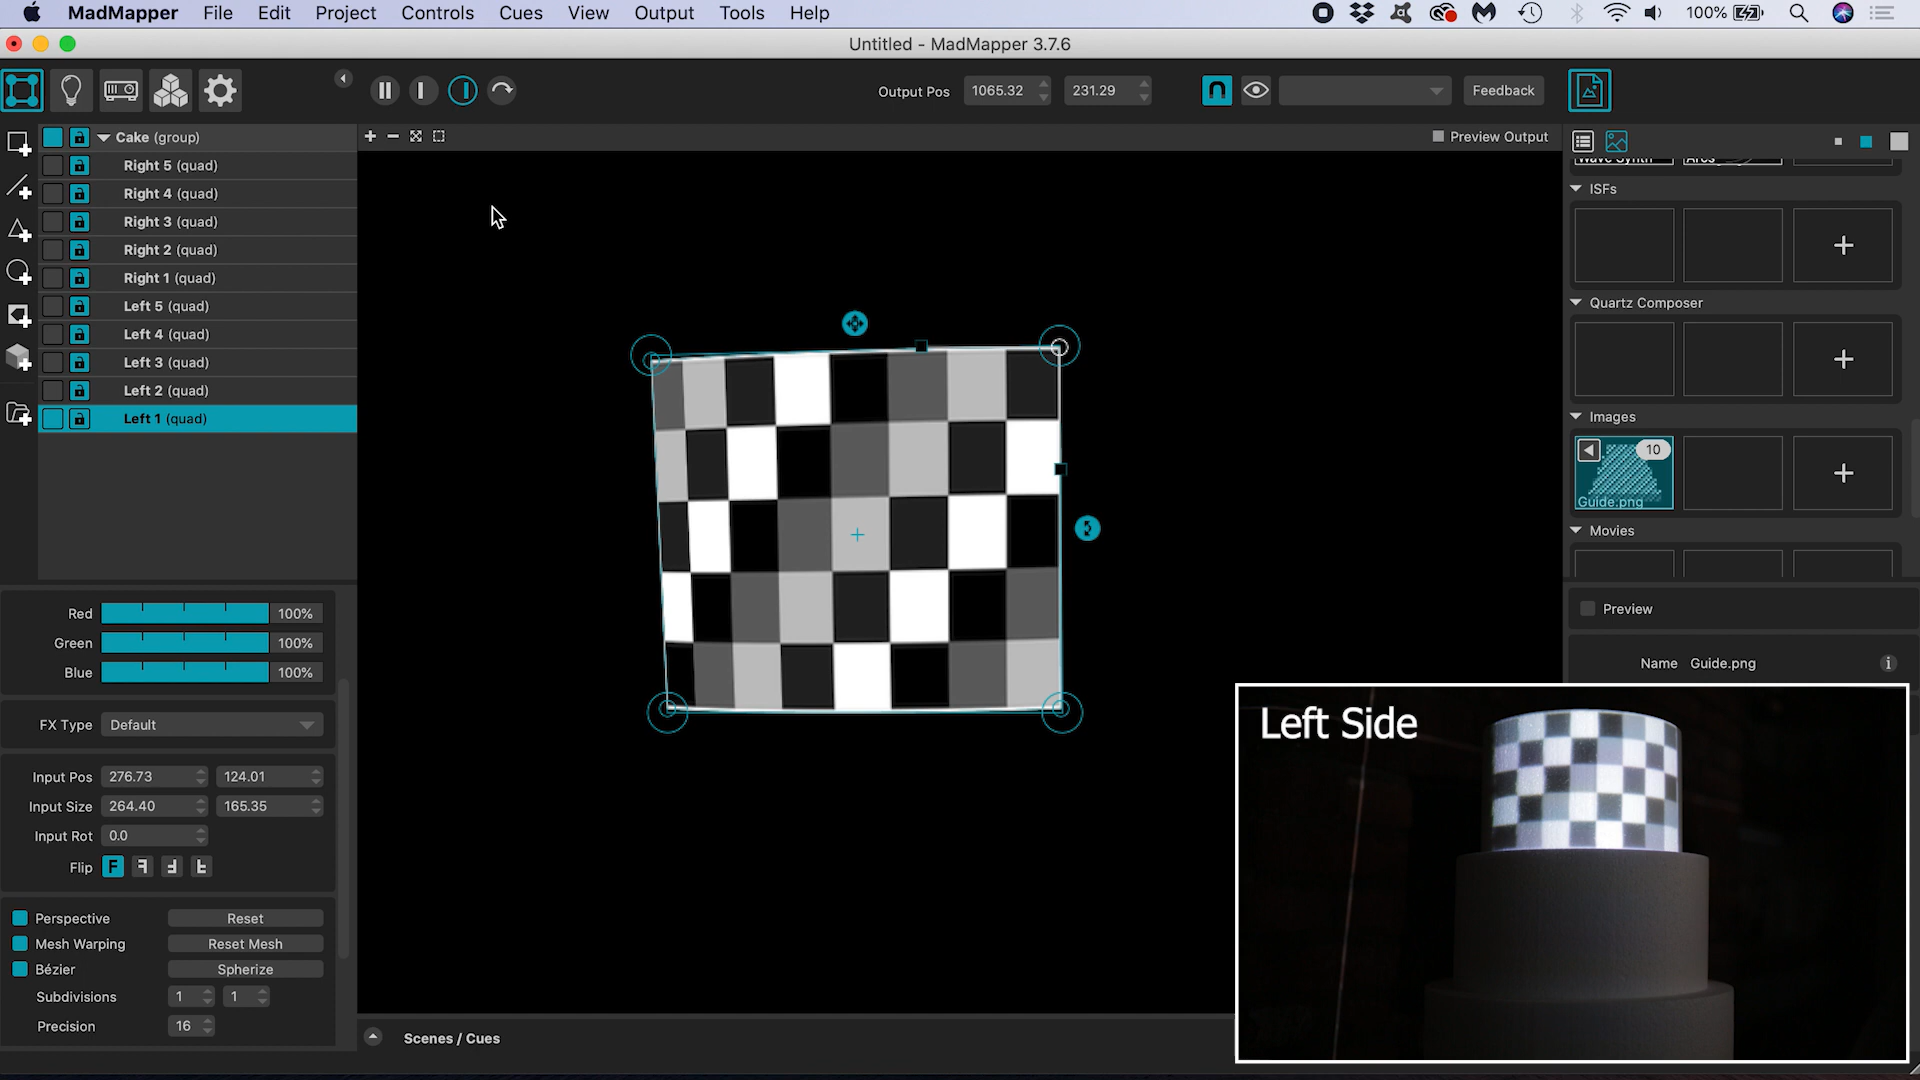 MadMapper File Edit Project Controls Cues View Output Tools Help 100%
Untitled - MadMapper 3.7.6
Output Pos 1065.32 231.29 Feedback
Cake (group)
Preview Output
Right 5 (quad)
Right 4 (quad)
Right 3 (quad)
Right 2 (quad)
Right 1 (quad)
Left 5 (quad)
Left 4 (quad)
Left 3 (quad)
Left 2 (quad)
Left 1 (quad)
Wave Synth Arcs
ISFs
Quartz Composer
Images
10
Guide.png
Movies
Preview
Name Guide.png
Red 100%
Green 100%
Blue 100%
FX Type Default
Input Pos 276.73 124.01
Input Size 264.40 165.35
Input Rot 0.0
Flip F
Perspective Reset
Mesh Warping Reset Mesh
Bézier Spherize
Subdivisions 1 1
Precision 16
Scenes / Cues
Left Side